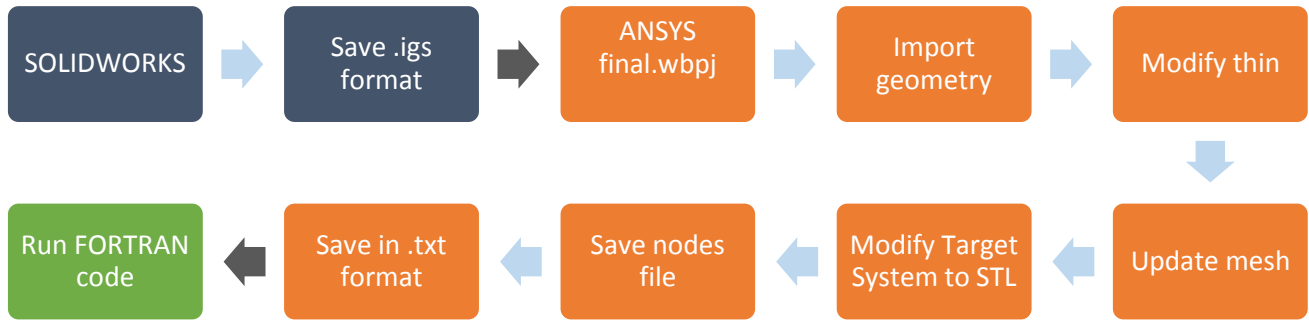 SOLIDWORKS
Save .igs
format
ANSYS
final.wbpj
Import
geometry
Modify thin
Update mesh
Modify Target
System to STL
Save nodes
file
Save in .txt
format
Run FORTRAN
code